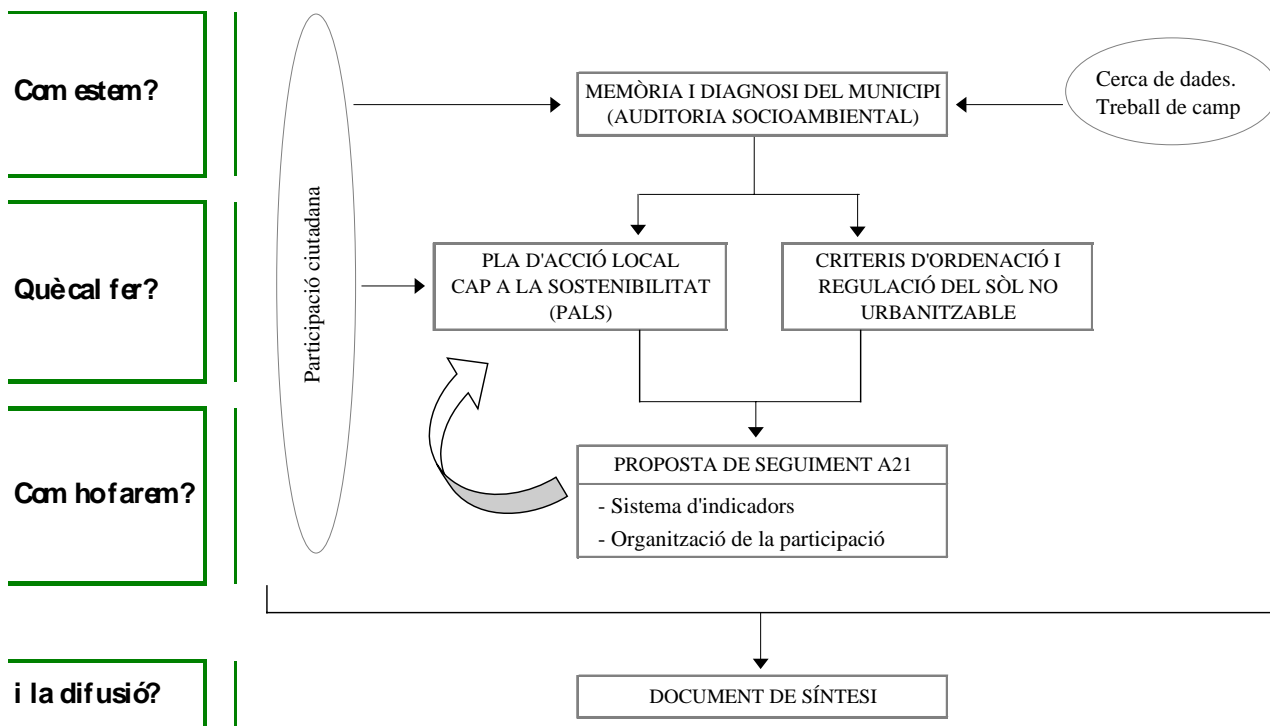 Com estem?
MEMÒRIA I DIAGNOSI DEL MUNICIPI
(AUDITORIA SOCIOAMBIENTAL)
Cerca de dades.
Treball de camp
Participació ciutadana
Què cal fer?
PLA D'ACCIÓ LOCAL
CAP A LA SOSTENIBILITAT
(PALS)
CRITERIS D'ORDENACIÓ I
REGULACIÓ DEL SÒL NO
URBANITZABLE
Com ho farem?
PROPOSTA DE SEGUIMENT A21
- Sistema d'indicadors
- Organització de la participació
i la difusió?
DOCUMENT DE SÍNTESI